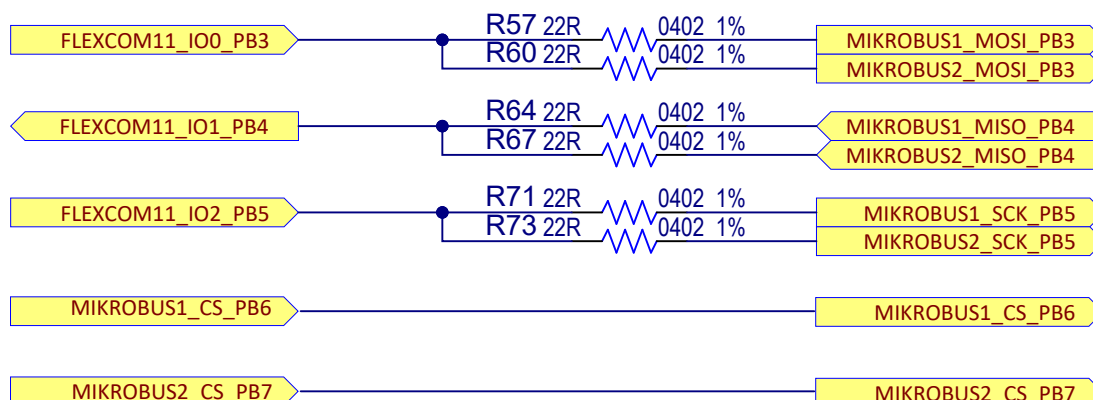 FLEXCOM11_IO0_PB3 R57 22R 0402 1% MIKROBUS1_MOSI_PB3
R60 22R 0402 1% MIKROBUS2_MOSI_PB3
FLEXCOM11_IO1_PB4 R64 22R 0402 1% MIKROBUS1_MISO_PB4
R67 22R 0402 1% MIKROBUS2_MISO_PB4
FLEXCOM11_IO2_PB5 R71 22R 0402 1% MIKROBUS1_SCK_PB5
R73 22R 0402 1% MIKROBUS2_SCK_PB5
MIKROBUS1_CS_PB6 MIKROBUS1_CS_PB6
MIKROBUS2_CS_PB7 MIKROBUS2_CS_PB7